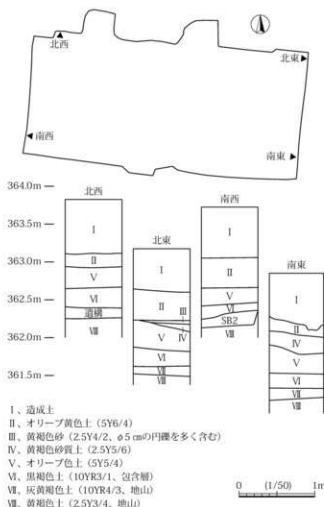 北西
北東
南西
南東
364.0m
363.5m
363.0m
362.5m
362.0m
361.5m
北西
Ⅰ
Ⅱ
Ⅴ
Ⅵ
遺構
Ⅷ
北東
Ⅰ
Ⅱ
Ⅲ
Ⅴ
Ⅳ
Ⅵ
Ⅶ
Ⅷ
南西
Ⅰ
Ⅱ
Ⅴ
Ⅵ
SB2
Ⅷ
南東
Ⅰ
Ⅱ
Ⅳ
Ⅴ
Ⅵ
Ⅶ
Ⅷ
Ⅰ、造成土
Ⅱ、オリーブ黄色土（5Y6/4）
Ⅲ、黄褐色砂（2.5Y4/2、φ5㎝の円礫を多く含む）
Ⅳ、黄褐色砂質土（2.5Y5/6）
Ⅴ、オリーブ色土（5Y5/4）
Ⅵ、黒褐色土（10YR3/1、包含層）
Ⅶ、灰黄褐色土（10YR4/3、地山）
Ⅷ、黄褐色土（2.5Y3/4、地山）
0 (1/50) 1m